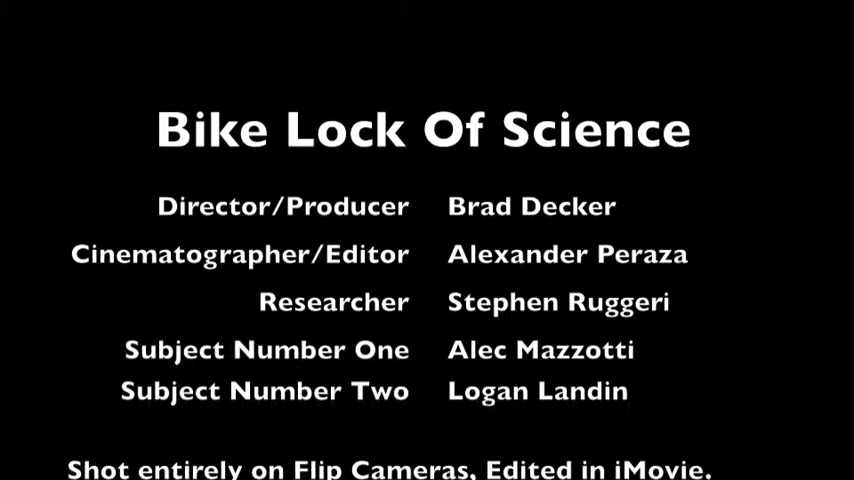 Bike Lock Of Science
Director/Producer Brad Decker
Cinematographer/Editor Alexander Peraza
Researcher Stephen Ruggeri
Subject Number One Alec Mazzotti
Subject Number Two Logan Landin
Shot entirely on Flip Cameras, Edited in iMovie.